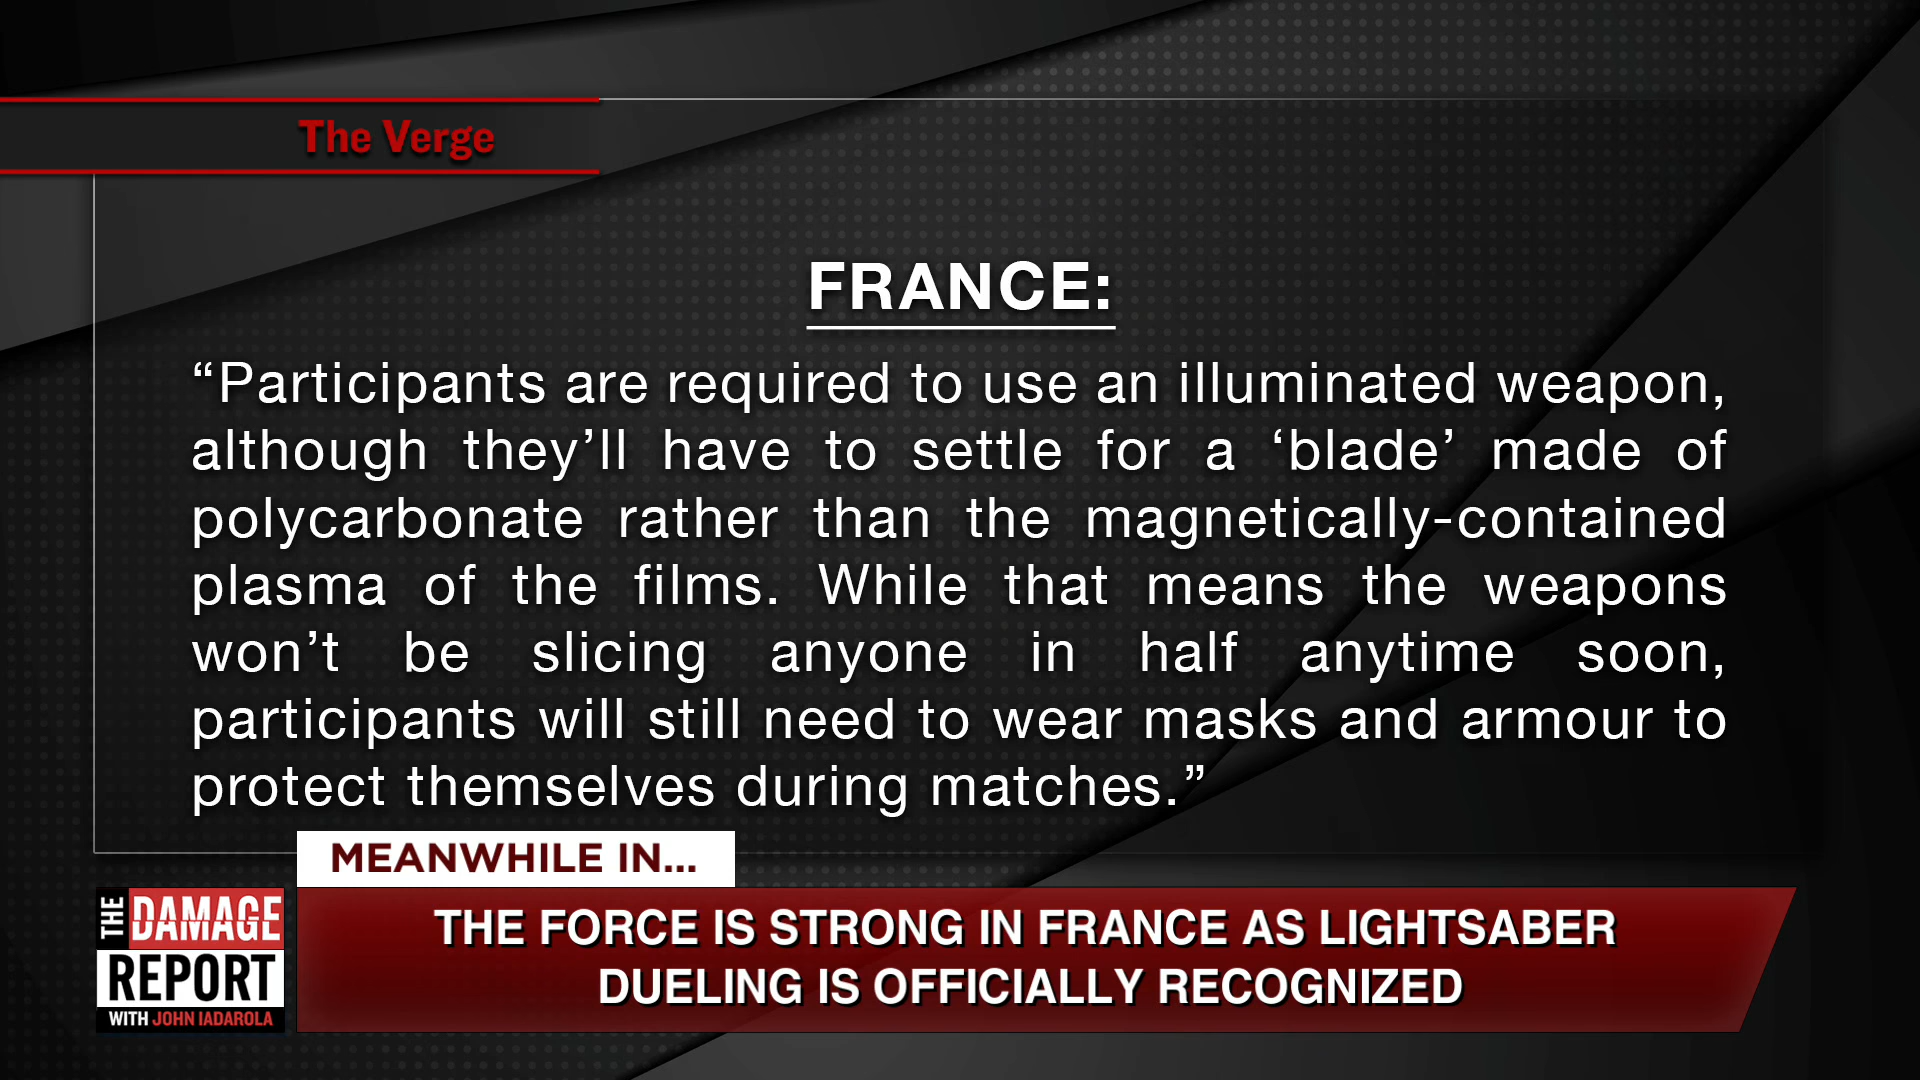 The Verge
FRANCE:
“Participants are required to use an illuminated weapon,
although they’ll have to settle for a ‘blade’ made of
polycarbonate rather than the magnetically-contained
plasma of the films. While that means the weapons
won’t be slicing anyone in half anytime soon,
participants will still need to wear masks and armour to
protect themselves during matches.”
MEANWHILE IN...
THE DAMAGE
REPORT
WITH JOHN IADAROLA
THE FORCE IS STRONG IN FRANCE AS LIGHTSABER
DUELING IS OFFICIALLY RECOGNIZED